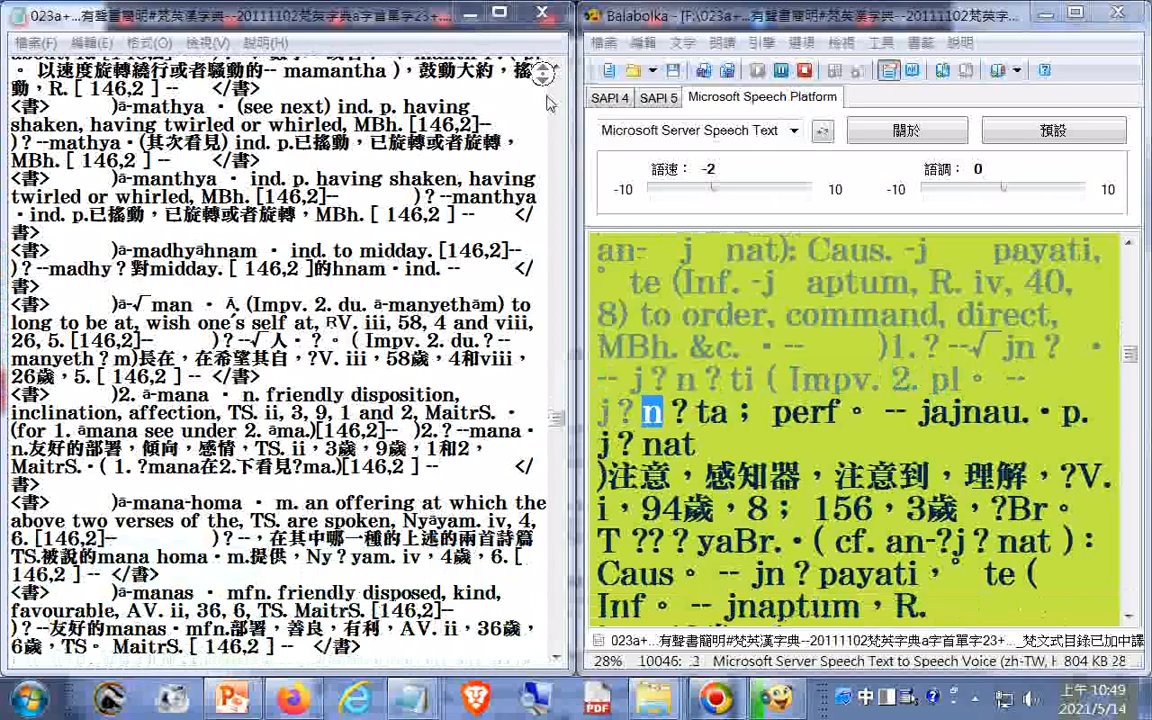 023a+...有聲書簡明#梵英漢字典--20111102梵英字典a字首單字23+...
檔案(F) 編輯(E) 格式(O) 檢視(V) 說明(H)
。 以速度旋轉繞行或者騷動的-- mamantha ), 鼓動大約, 搖
動, R. [ 146,2] -- </書>
<書> )ā-mathya · (see next) ind. p. having
shaken, having twirled or whirled, MBh. [146,2]--
)? --mathya · (其次看見) ind. p.已搖動, 已旋轉或者旋轉,
MBh. [ 146,2 ] -- </書>
<書> )ā-manthya · ind. p. having shaken, having
twirled or whirled, MBh. [146,2]-- )? --manthya
· ind. p.已搖動, 已旋轉或者旋轉, MBh. [ 146,2 ] -- </
書>
<書> )ā-madhyāhnam · ind. to midday. [146,2]--
)? --madhy ? 對midday. [ 146,2 ]的hnam · ind. -- </
書>
<書> )ā-√ man · Ā. (Impv. 2. du. ā-manyethām) to
long to be at, wish one's self at, RV. iii, 58, 4 and viii,
26, 5. [146,2]-- )? --√ 人 · ? 。 ( Impv. 2. du.? --
manyeth ? m)長在, 在希望其自, ?V. iii, 58歲, 4和viii,
26歲, 5. [ 146,2 ] -- </書>
<書> )2. ā-mana · n. friendly disposition,
inclination, affection, TS. ii, 3, 9, 1 and 2, MaitrS. ·
(for 1. āmana see under 2. āma.)[146,2]-- )2.? --mana ·
n.友好的部署, 傾向, 感情, TS. ii, 3歲, 9歲, 1和2,
MaitrS. · ( 1. ?mana在2.下看見?ma.)[146,2 ] -- </
書>
<書> )ā-mana-homa · m. an offering at which the
above two verses of the, TS. are spoken, Nyāyam. iv, 4,
6. [146,2]-- )? --, 在其中哪一種的上述的兩首詩篇
TS.被說的mana homa · m.提供, Ny ? yam. iv, 4歲, 6. [
146,2 ] -- </書>
<書> )ā-manas · mfn. friendly disposed, kind,
favourable, AV. ii, 36, 6, TS. MaitrS. [146,2]--
)? --友好的manas · mfn.部署, 善良, 有利, AV. ii, 36歲,
6歲, TS。 MaitrS. [ 146,2 ] -- </書>
Balabolka - [F:\023a+...有聲書簡明#梵英漢字典--20111102梵英字...
檔案 編輯 文字 朗讀 引擎 選項 檢視 工具 書籤 說明
SAPI 4 SAPI 5 Microsoft Speech Platform
Microsoft Server Speech Text 關於 預設
語速: -2 語調: 0
-10 10 -10 10
an- j nat): Caus. -j payati,
° te (Inf. -j aptum, R. iv, 40,
8) to order, command, direct,
MBh. &c. · -- )1. ? --√ jn ? ·
-- j ? n ? ti ( Impv. 2. pl 。 --
j ? n ? ta ; perf 。 -- jajnau. · p.
j ? nat
)注意, 感知器, 注意到, 理解, ?V.
i, 94歲, 8; 156, 3歲, ?Br 。
T ??? yaBr. · ( cf. an-?j ? nat ) :
Caus 。 -- jn ? payati , ° te (
Inf 。 -- jnaptum , R.
023a+...有聲書簡明#梵英漢字典--20111102梵英字典a字首單字23+... _梵文式目錄已加中譯
28% 10046: Microsoft Server Speech Text to Speech Voice (zh-TW, H 804 KB 28
中 上午 10:49
2021/5/14